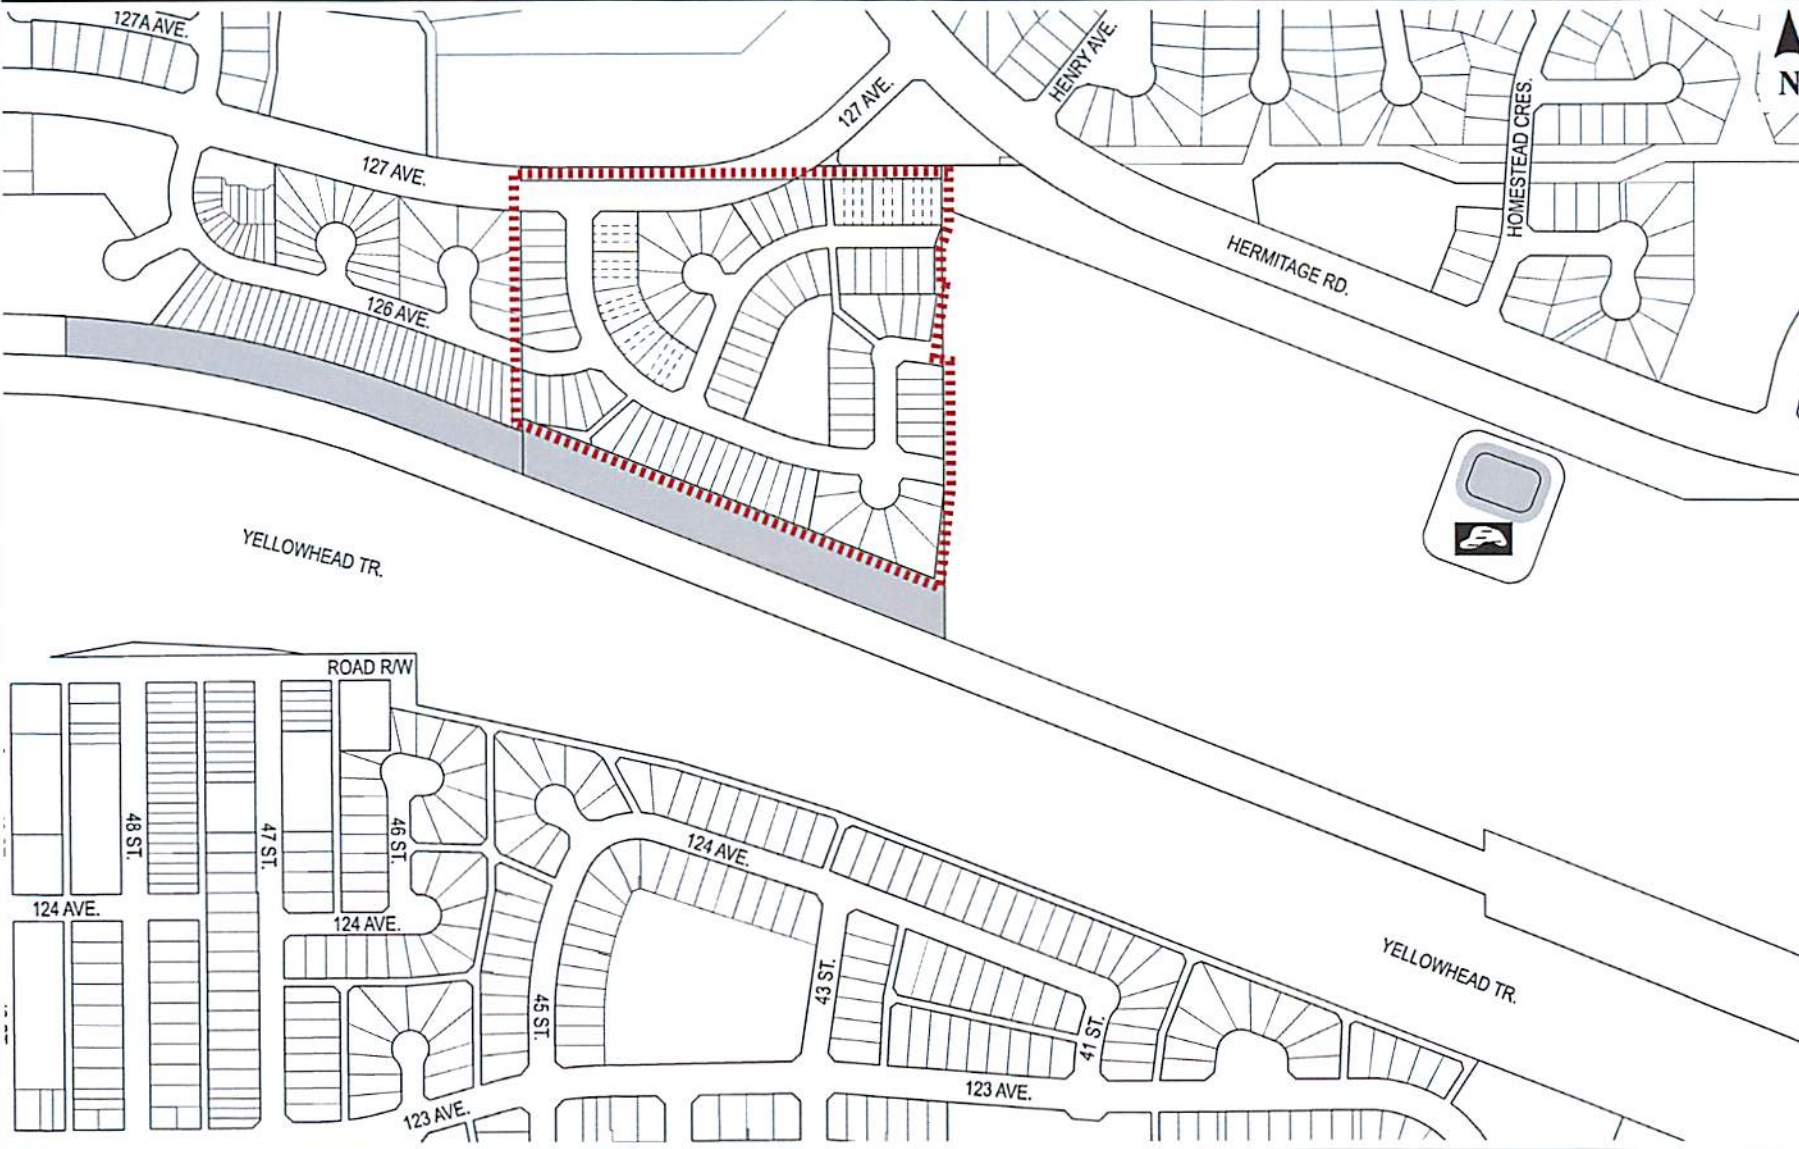 127A AVE.
HENRY AVE.
127 AVE.
HOMESTEAD CRES.
N
127 AVE.
HERMITAGE RD.
126 AVE.
YELLOWHEAD TR.
ROAD R/W
48 ST.
47 ST.
46 ST.
124 AVE.
124 AVE.
124 AVE.
43 ST.
YELLOWHEAD TR.
45 ST.
41 ST.
123 AVE.
123 AVE.